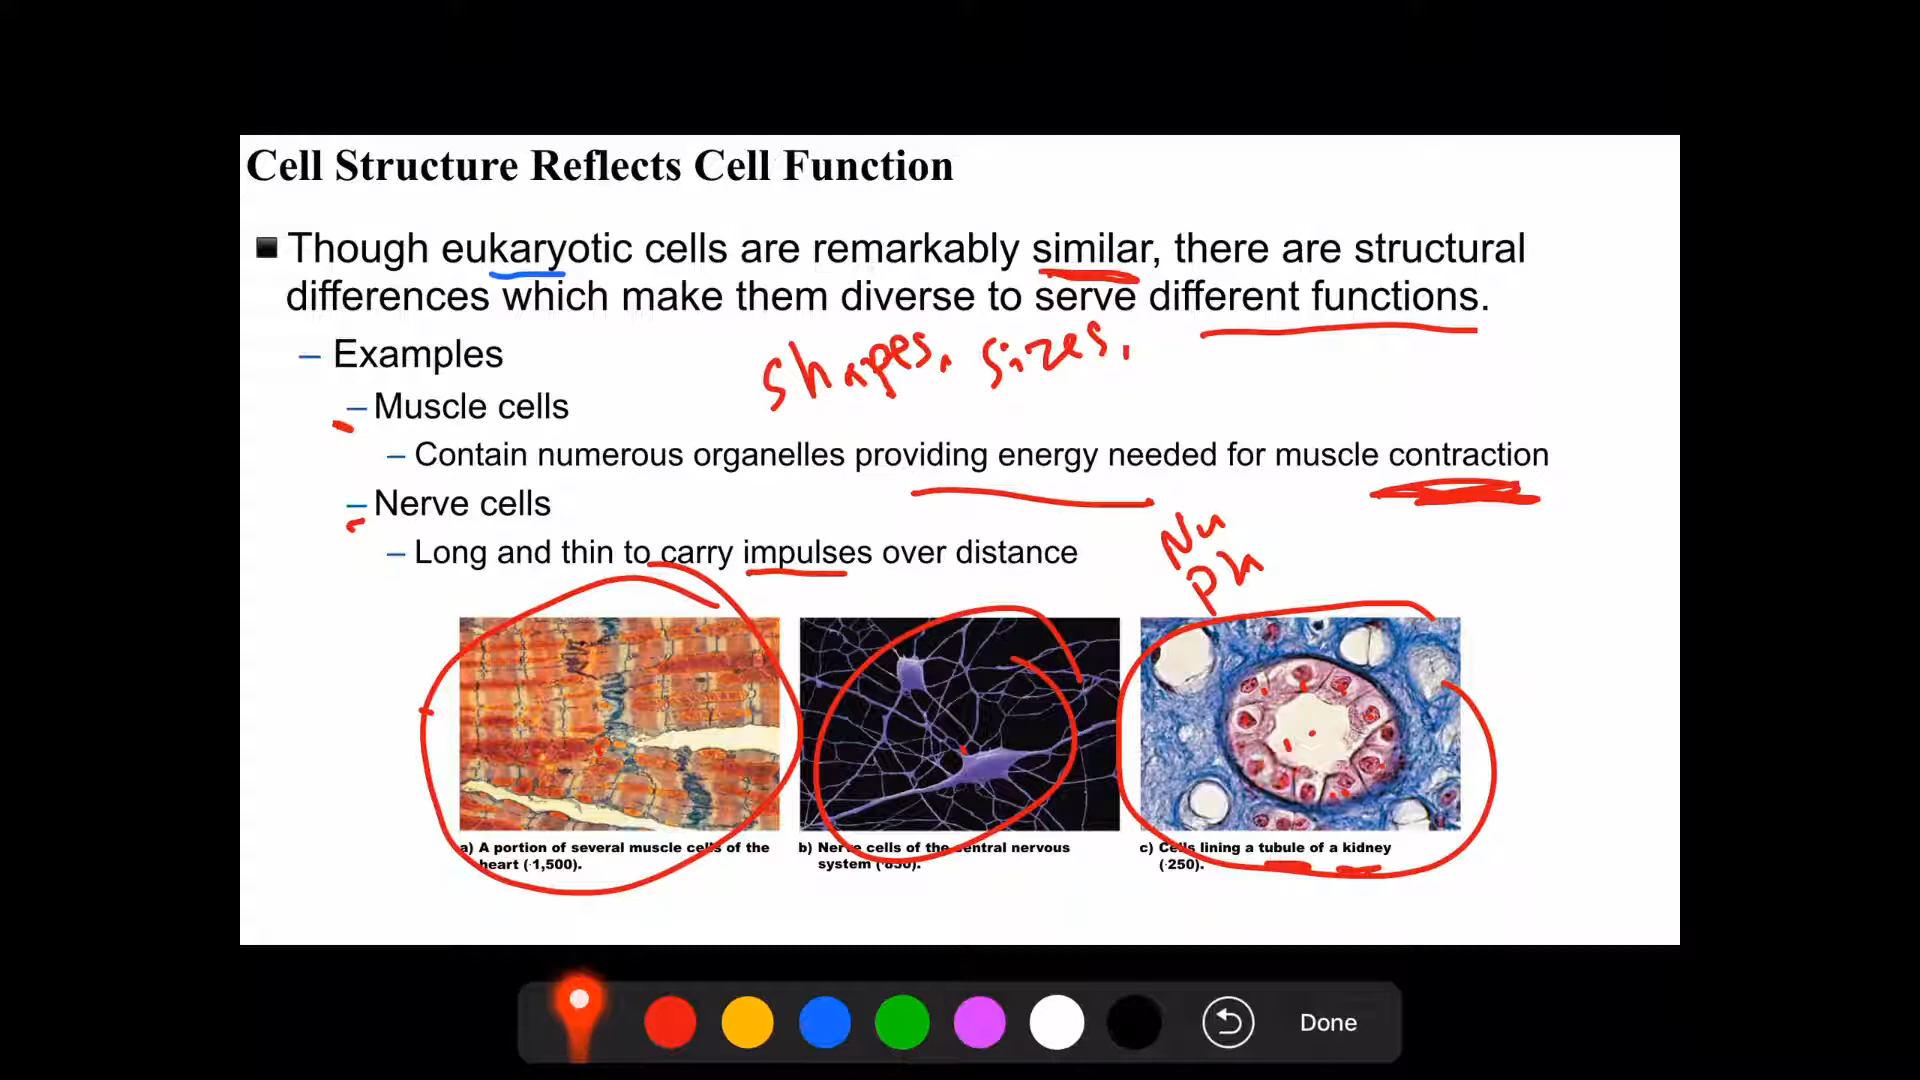 Cell Structure Reflects Cell Function
Though eukaryotic cells are remarkably similar, there are structural
differences which make them diverse to serve different functions.
– Examples
shapes, sizes,
– Muscle cells
– Contain numerous organelles providing energy needed for muscle contraction
– Nerve cells
Nu
– Long and thin to carry impulses over distance
PH
a) A portion of several muscle cells of the
heart (·1,500).
b) Nerve cells of the central nervous
system (·830).
c) Cells lining a tubule of a kidney
(·250).
Done